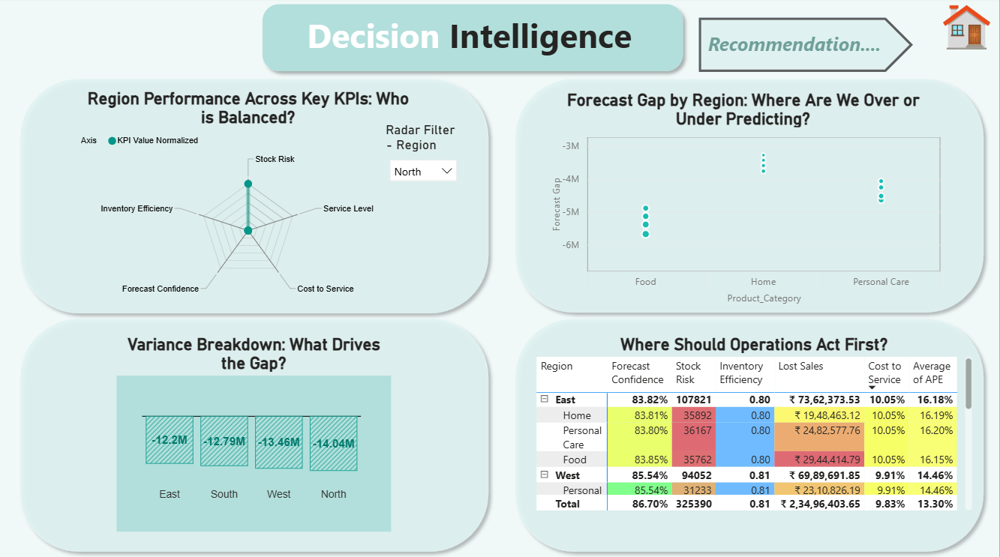 Decision Intelligence
Recommendation....
Region Performance Across Key KPIs: Who
is Balanced?
Radar Filter
- Region
North
Axis KPI Value Normalized
Stock Risk
Inventory Efficiency
Service Level
Forecast Confidence
Cost to Service
Forecast Gap by Region: Where Are We Over or
Under Predicting?
-3M
-4M
-5M
-6M
Forecast Gap
Food Home Personal Care
Product_Category
Variance Breakdown: What Drives
the Gap?
-12.2M -12.79M -13.46M -14.04M
East South West North
Where Should Operations Act First?
Region Forecast Stock Inventory Lost Sales Cost to Average
Confidence Risk Efficiency Service of APE
East 83.82% 107821 0.80 ₹ 73,62,373.53 10.05% 16.18%
Home 83.81% 35892 0.80 ₹ 19,48,463.12 10.05% 16.19%
Personal 83.80% 36167 0.80 ₹ 24,82,577.76 10.05% 16.20%
Care
Food 83.85% 35762 0.80 ₹ 29,44,414.79 10.05% 16.15%
West 85.54% 94052 0.81 ₹ 69,89,691.85 9.91% 14.46%
Personal 85.54% 31233 0.81 ₹ 23,10,826.19 9.91% 14.46%
Total 86.70% 325390 0.81 ₹ 2,34,96,403.65 9.83% 13.30%